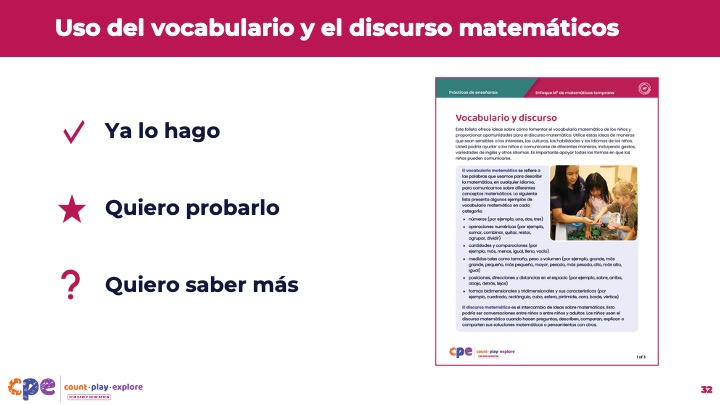 Uso del vocabulario y el discurso matemáticos
Ya lo hago
Quiero probarlo
Quiero saber más
Prácticas de enseñanza
Enfoque M⁵ de matemáticas temprana
Vocabulario y discurso
Este folleto ofrece ideas sobre cómo fomentar el vocabulario matemático de los niños y
proporcionar oportunidades para el discurso matemático. Utilice estas ideas de maneras
que sean sensibles a los intereses, las culturas, las habilidades y los idiomas de los niños.
Usted podría ayudar a los niños a comunicarse de diferentes maneras, incluyendo gestos,
variedades de inglés y otros idiomas. Es importante apoyar todas las formas en que los
niños pueden comunicarse.
El vocabulario matemático se refiere a
las palabras que usamos para describir
la matemática, en cualquier idioma,
para comunicarnos sobre diferentes
conceptos matemáticos. La siguiente
lista presenta algunos ejemplos de
vocabulario matemático en cada
categoría:
• números (por ejemplo, uno, dos, tres)
• operaciones numéricas (por ejemplo,
sumar, combinar, quitar, restar,
agrupar, dividir)
• cantidades y comparaciones (por
ejemplo, más, menos, igual, lleno, vacío)
• medidas tales como tamaño, peso o volumen (por ejemplo, grande, más
grande, pequeño, más pequeño, mayor, pesado, más pesado, alto, más alto,
igual)
• posiciones, direcciones y distancias en el espacio (por ejemplo, sobre, arriba,
abajo, detrás, lejos)
• formas bidimensionales y tridimensionales y sus características (por
ejemplo, cuadrado, rectángulo, cubo, esfera, pirámide, cara, borde, vértice)
El discurso matemático es el intercambio de ideas sobre matemáticas. Esto
podría ser conversaciones entre niños o entre niños y adultos. Los niños usan el
discurso matemático cuando hacen preguntas, describen, comparan, explican o
comparten sus soluciones matemáticas o pensamientos con otros.
cpe count·play·explore
1 of 3
cpe count·play·explore
FOR EARLY EDUCATION
32